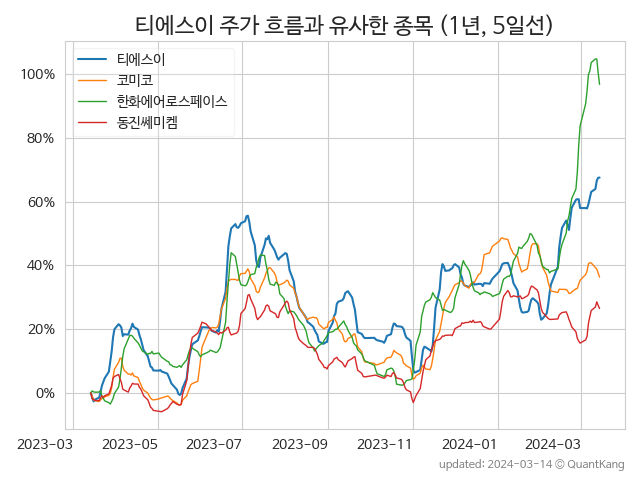 티에스이 주가 흐름과 유사한 종목 (1년, 5일선)
티에스이
코미코
한화에어로스페이스
동진쎄미켐
100%
80%
60%
40%
20%
0%
2023-03 2023-05 2023-07 2023-09 2023-11 2024-01 2024-03
updated: 2024-03-14 © QuantKang